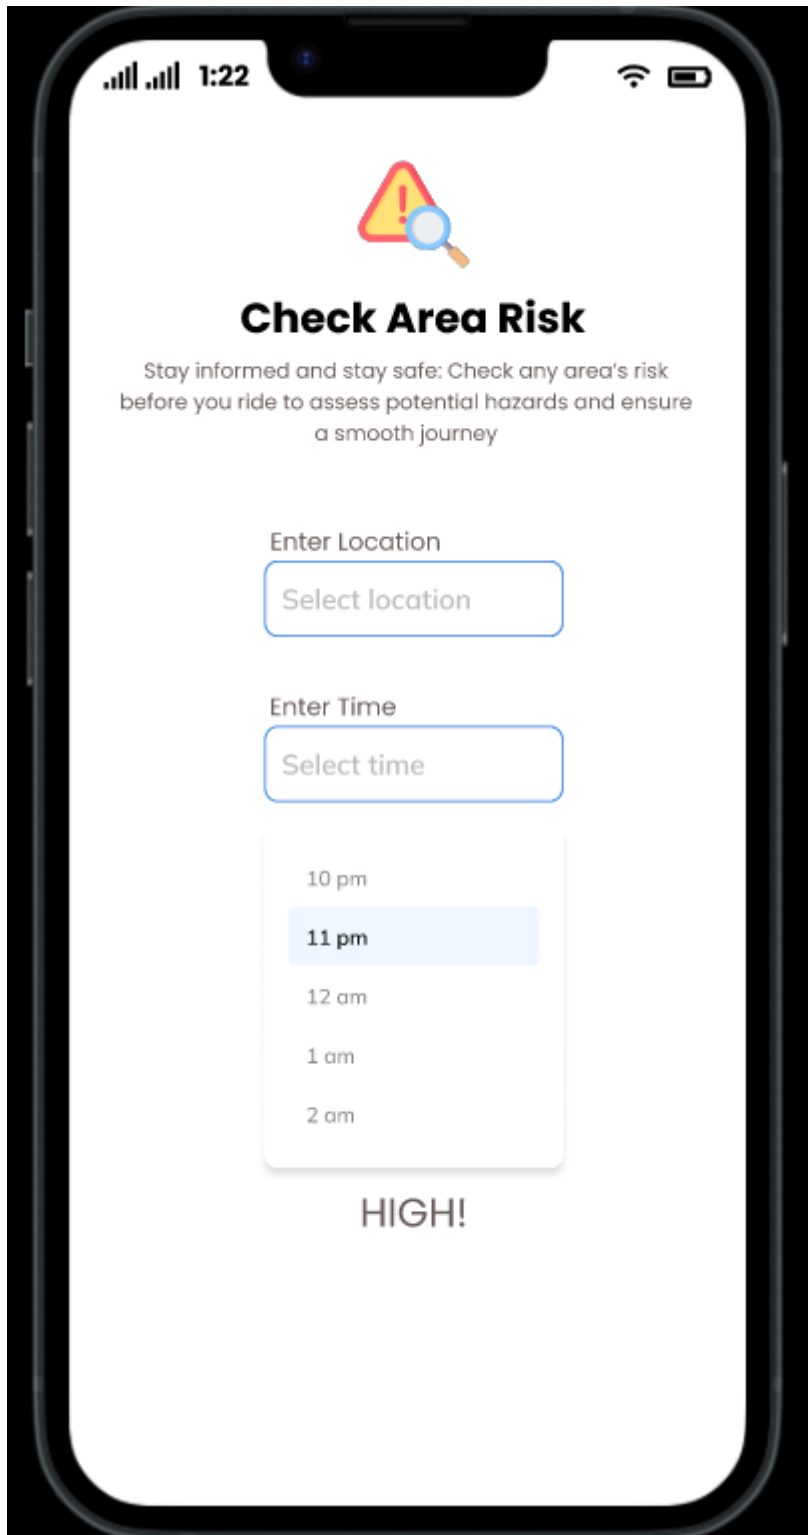 1:22
Check Area Risk
Stay informed and stay safe: Check any area's risk
before you ride to assess potential hazards and ensure
a smooth journey
Enter Location
Select location
Enter Time
Select time
10 pm
11 pm
12 am
1 am
2 am
HIGH!